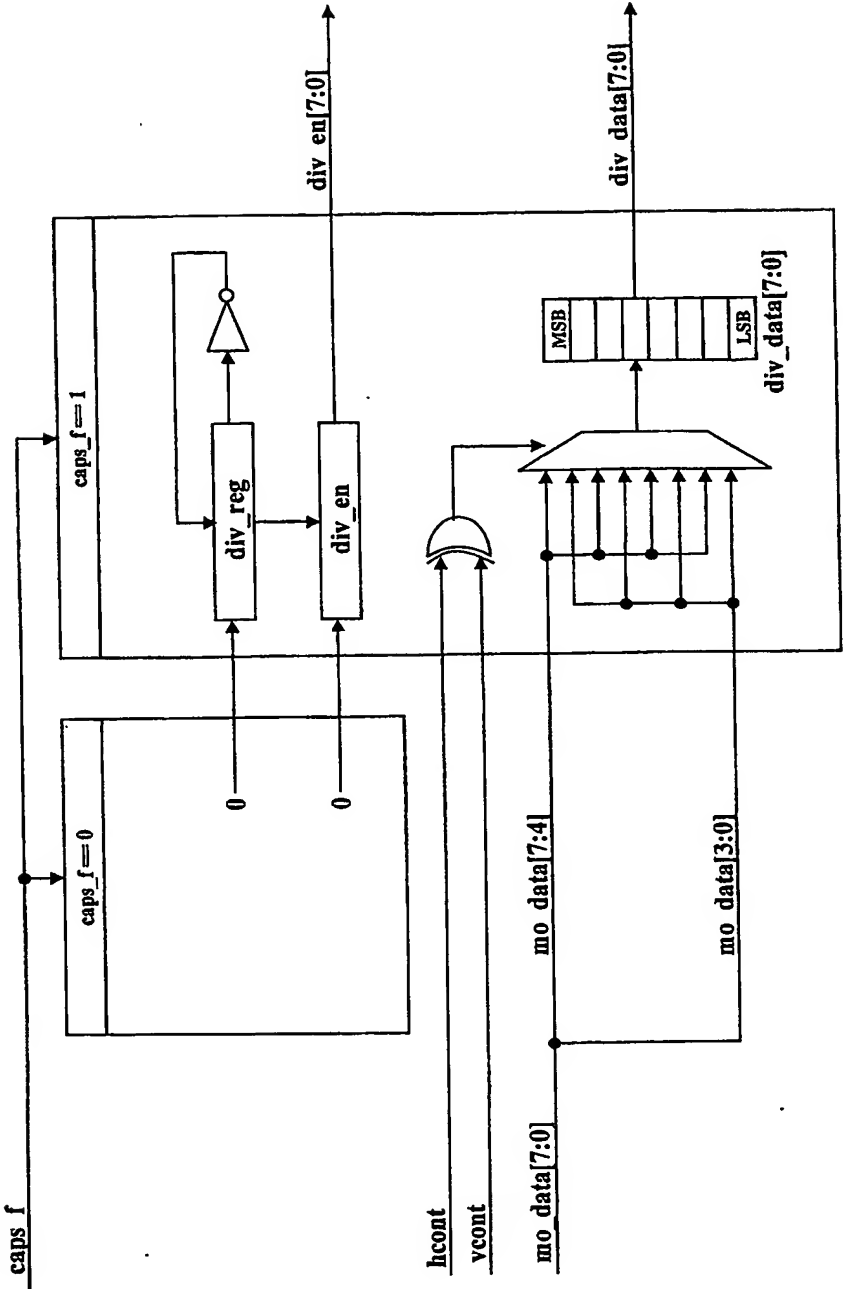 caps_f
caps_f==0
0
0
caps_f==1
div_reg
div_en
div_en[7:0]
hcont
vcont
mo_data[7:0]
mo_data[7:4]
mo_data[3:0]
MSB
LSB
div_data[7:0]
div_data[7:0]